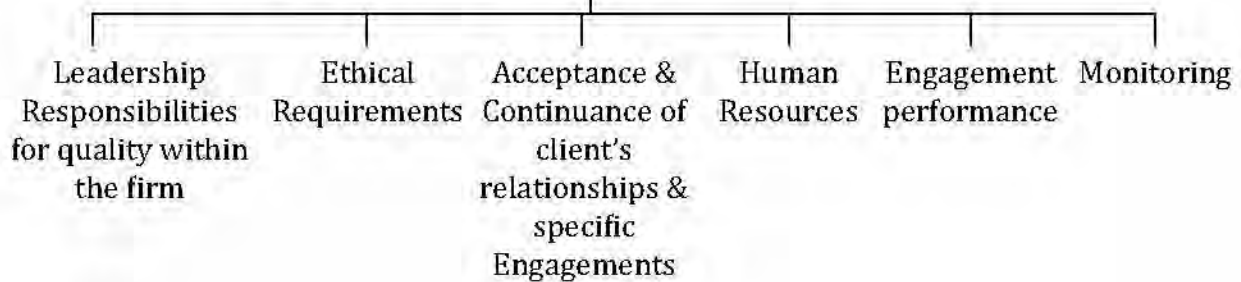 Leadership
Responsibilities
for quality within
the firm
Ethical
Requirements
Acceptance &
Continuance of
client's
relationships &
specific
Engagements
Human
Resources
Engagement
performance
Monitoring